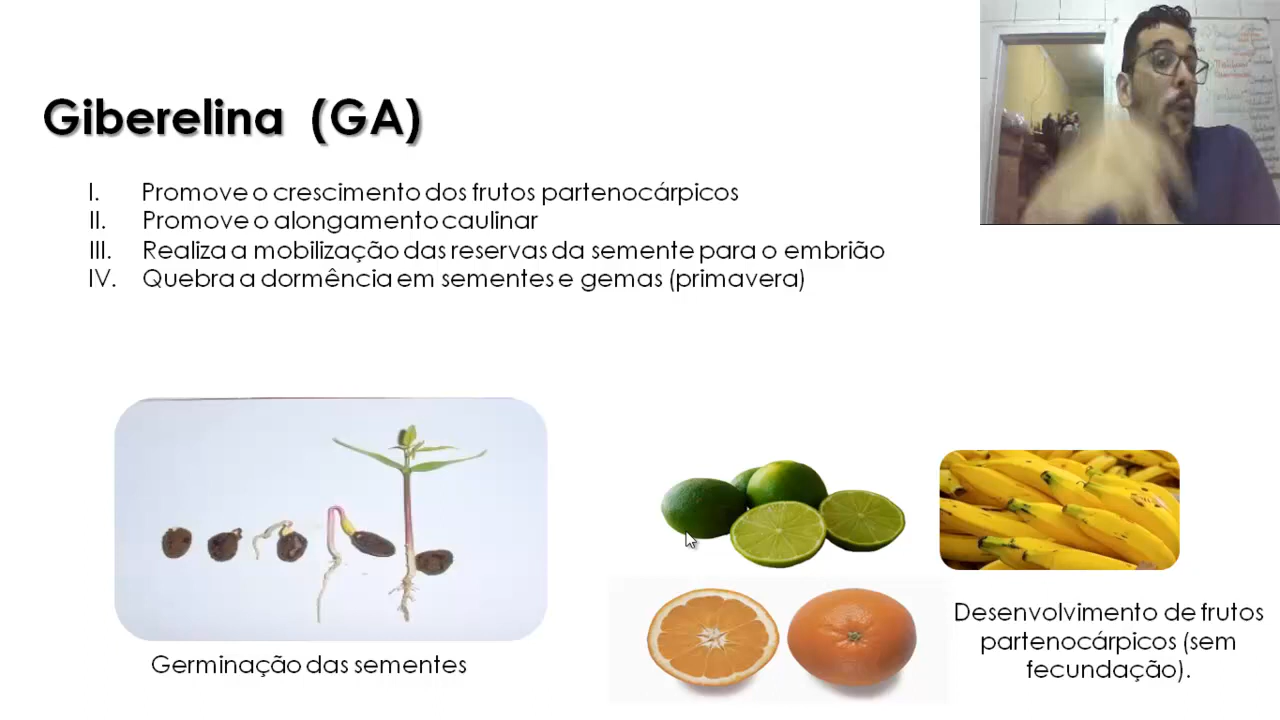 Giberelina (GA)
I. Promove o crescimento dos frutos partenocárpicos
II. Promove o alongamento caulinar
III. Realiza a mobilização das reservas da semente para o embrião
IV. Quebra a dormência em sementes e gemas (primavera)
Germinação das sementes
Desenvolvimento de frutos
partenocárpicos (sem
fecundação).